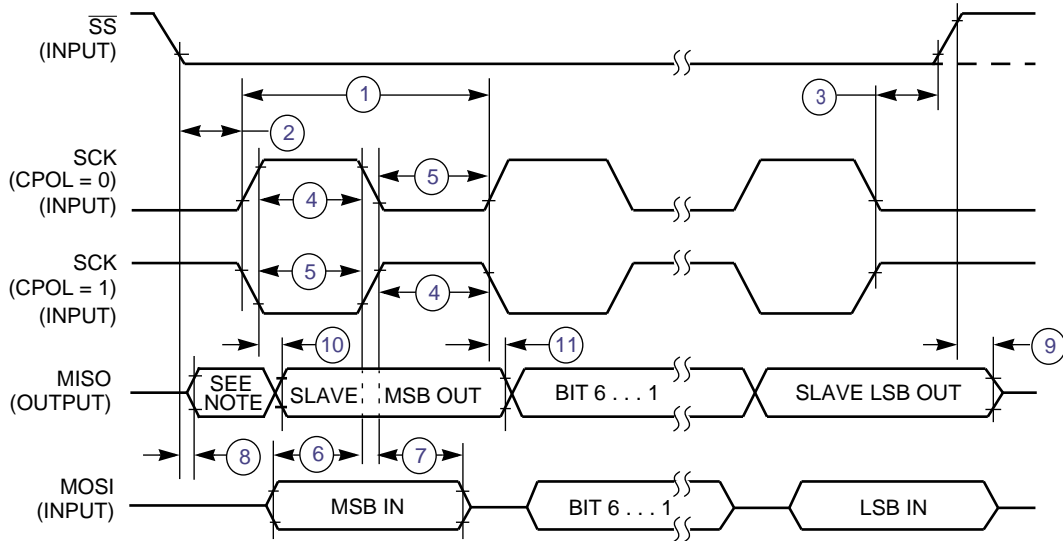 SS
(INPUT)
1
3
2
SCK
(CPOL = 0)
(INPUT)
5
4
SCK
(CPOL = 1)
(INPUT)
5
4
10
11
9
MISO
(OUTPUT)
SEE
NOTE
SLAVE
MSB OUT
BIT 6 . . . 1
SLAVE LSB OUT
8
6
7
MOSI
(INPUT)
MSB IN
BIT 6 . . . 1
LSB IN